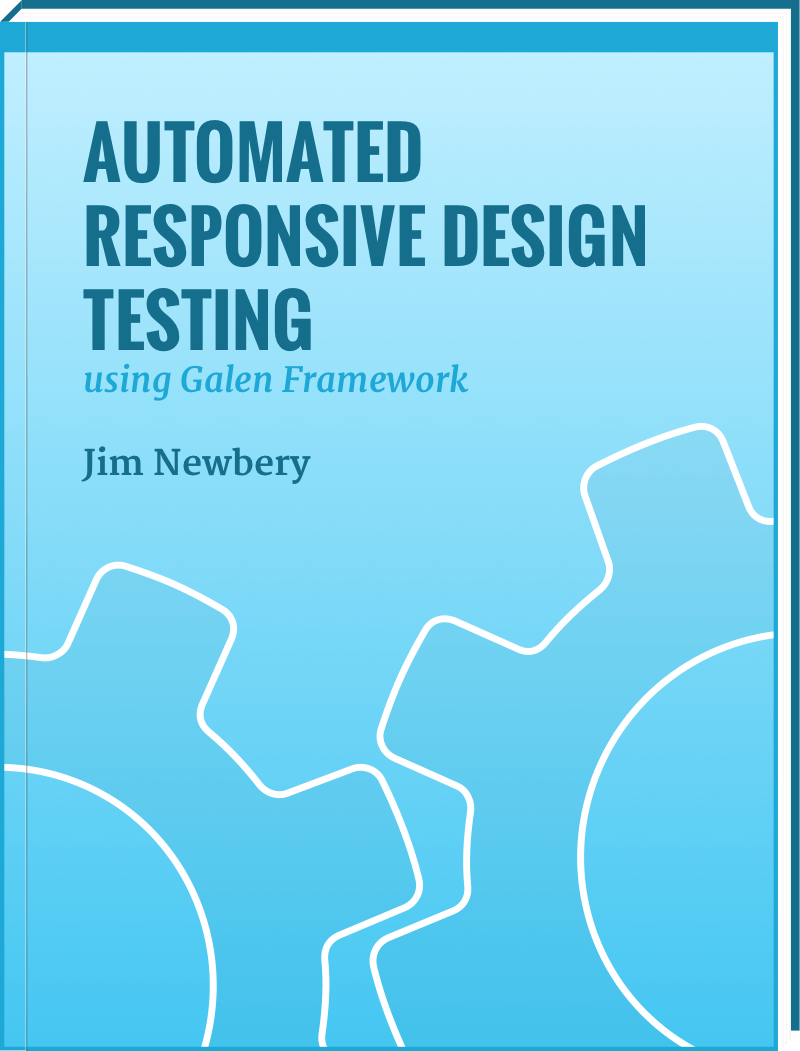 AUTOMATED
RESPONSIVE DESIGN
TESTING
using Galen Framework
Jim Newbery